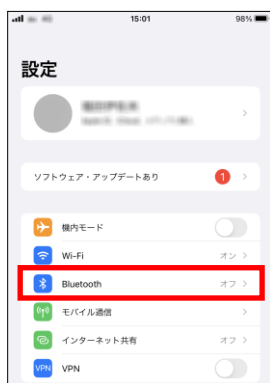 15:01
98%
設定
ソフトウェア・アップデートあり
1
機内モード
Wi-Fi
オン
Bluetooth
オフ
モバイル通信
インターネット共有
オフ
VPN
VPN